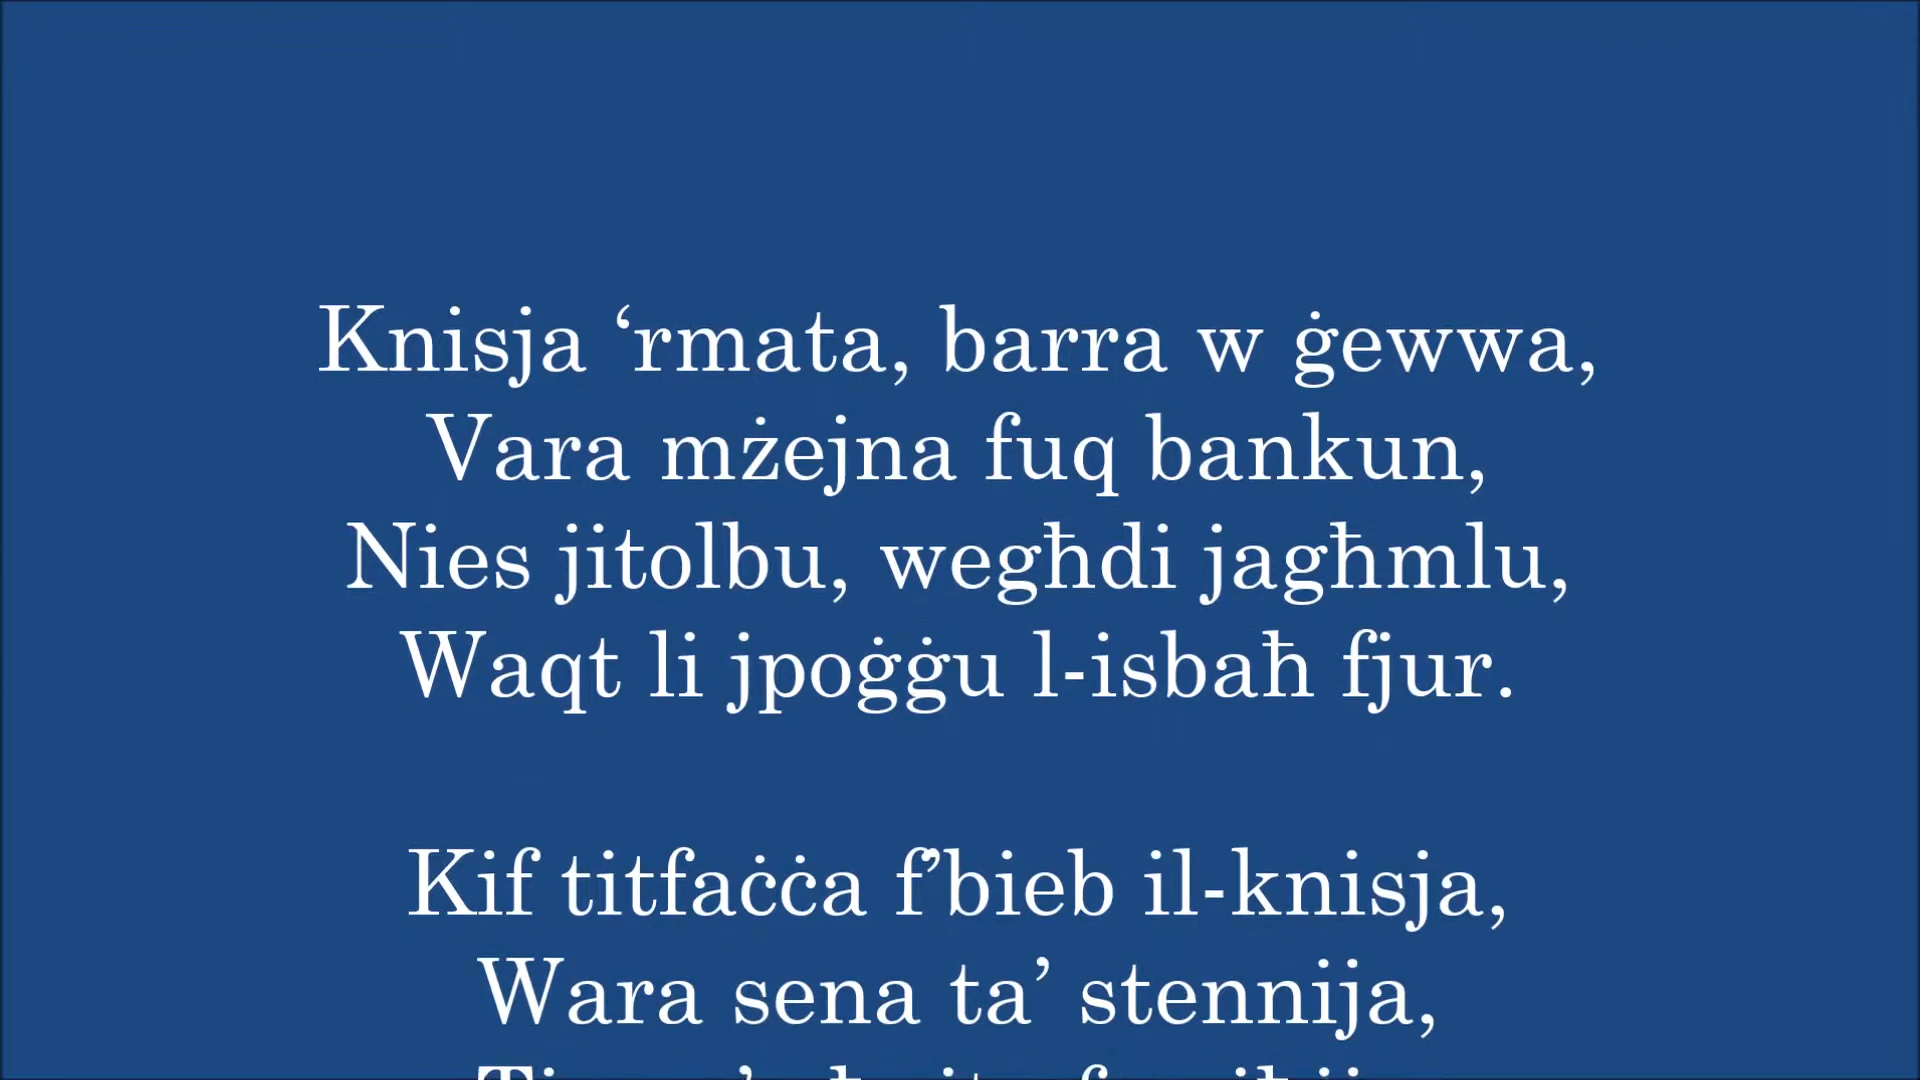 Knisja ‘rmata, barra w ġewwa,
Vara mżejna fuq bankun,
Nies jitolbu, wegħdi jagħmlu,
Waqt li jpoġġu l-isbaħ fjur.
Kif titfaċċa f’bieb il-knisja,
Wara sena ta’ stennija,